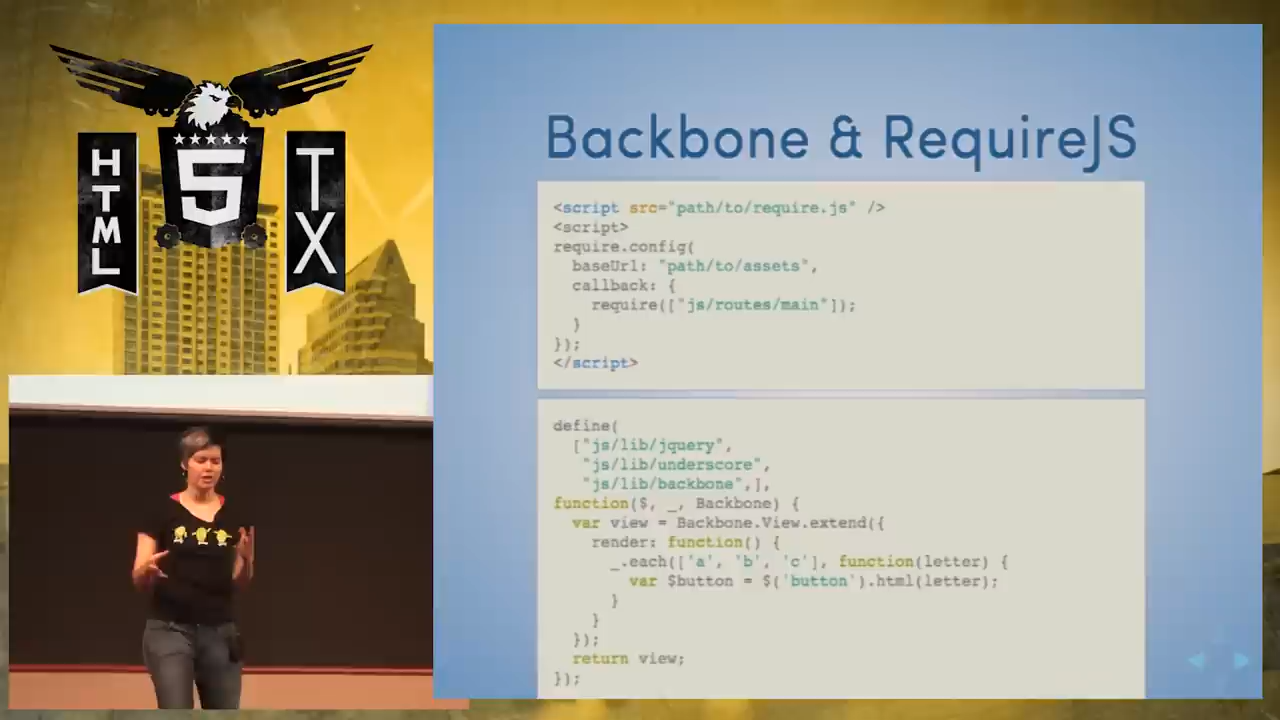 HTML
5
TX
Backbone & RequireJS
<script src="path/to/require.js" />
<script>
require.config(
  baseUrl: "path/to/assets",
  callback: {
    require(["js/routes/main"]);
  }
});
</script>
define(
  ["js/lib/jquery",
   "js/lib/underscore",
   "js/lib/backbone",],
function($, _, Backbone) {
  var view = Backbone.View.extend({
    render: function() {
      _.each(['a', 'b', 'c'], function(letter) {
        var $button = $('button').html(letter);
      }
    }
  });
  return view;
});